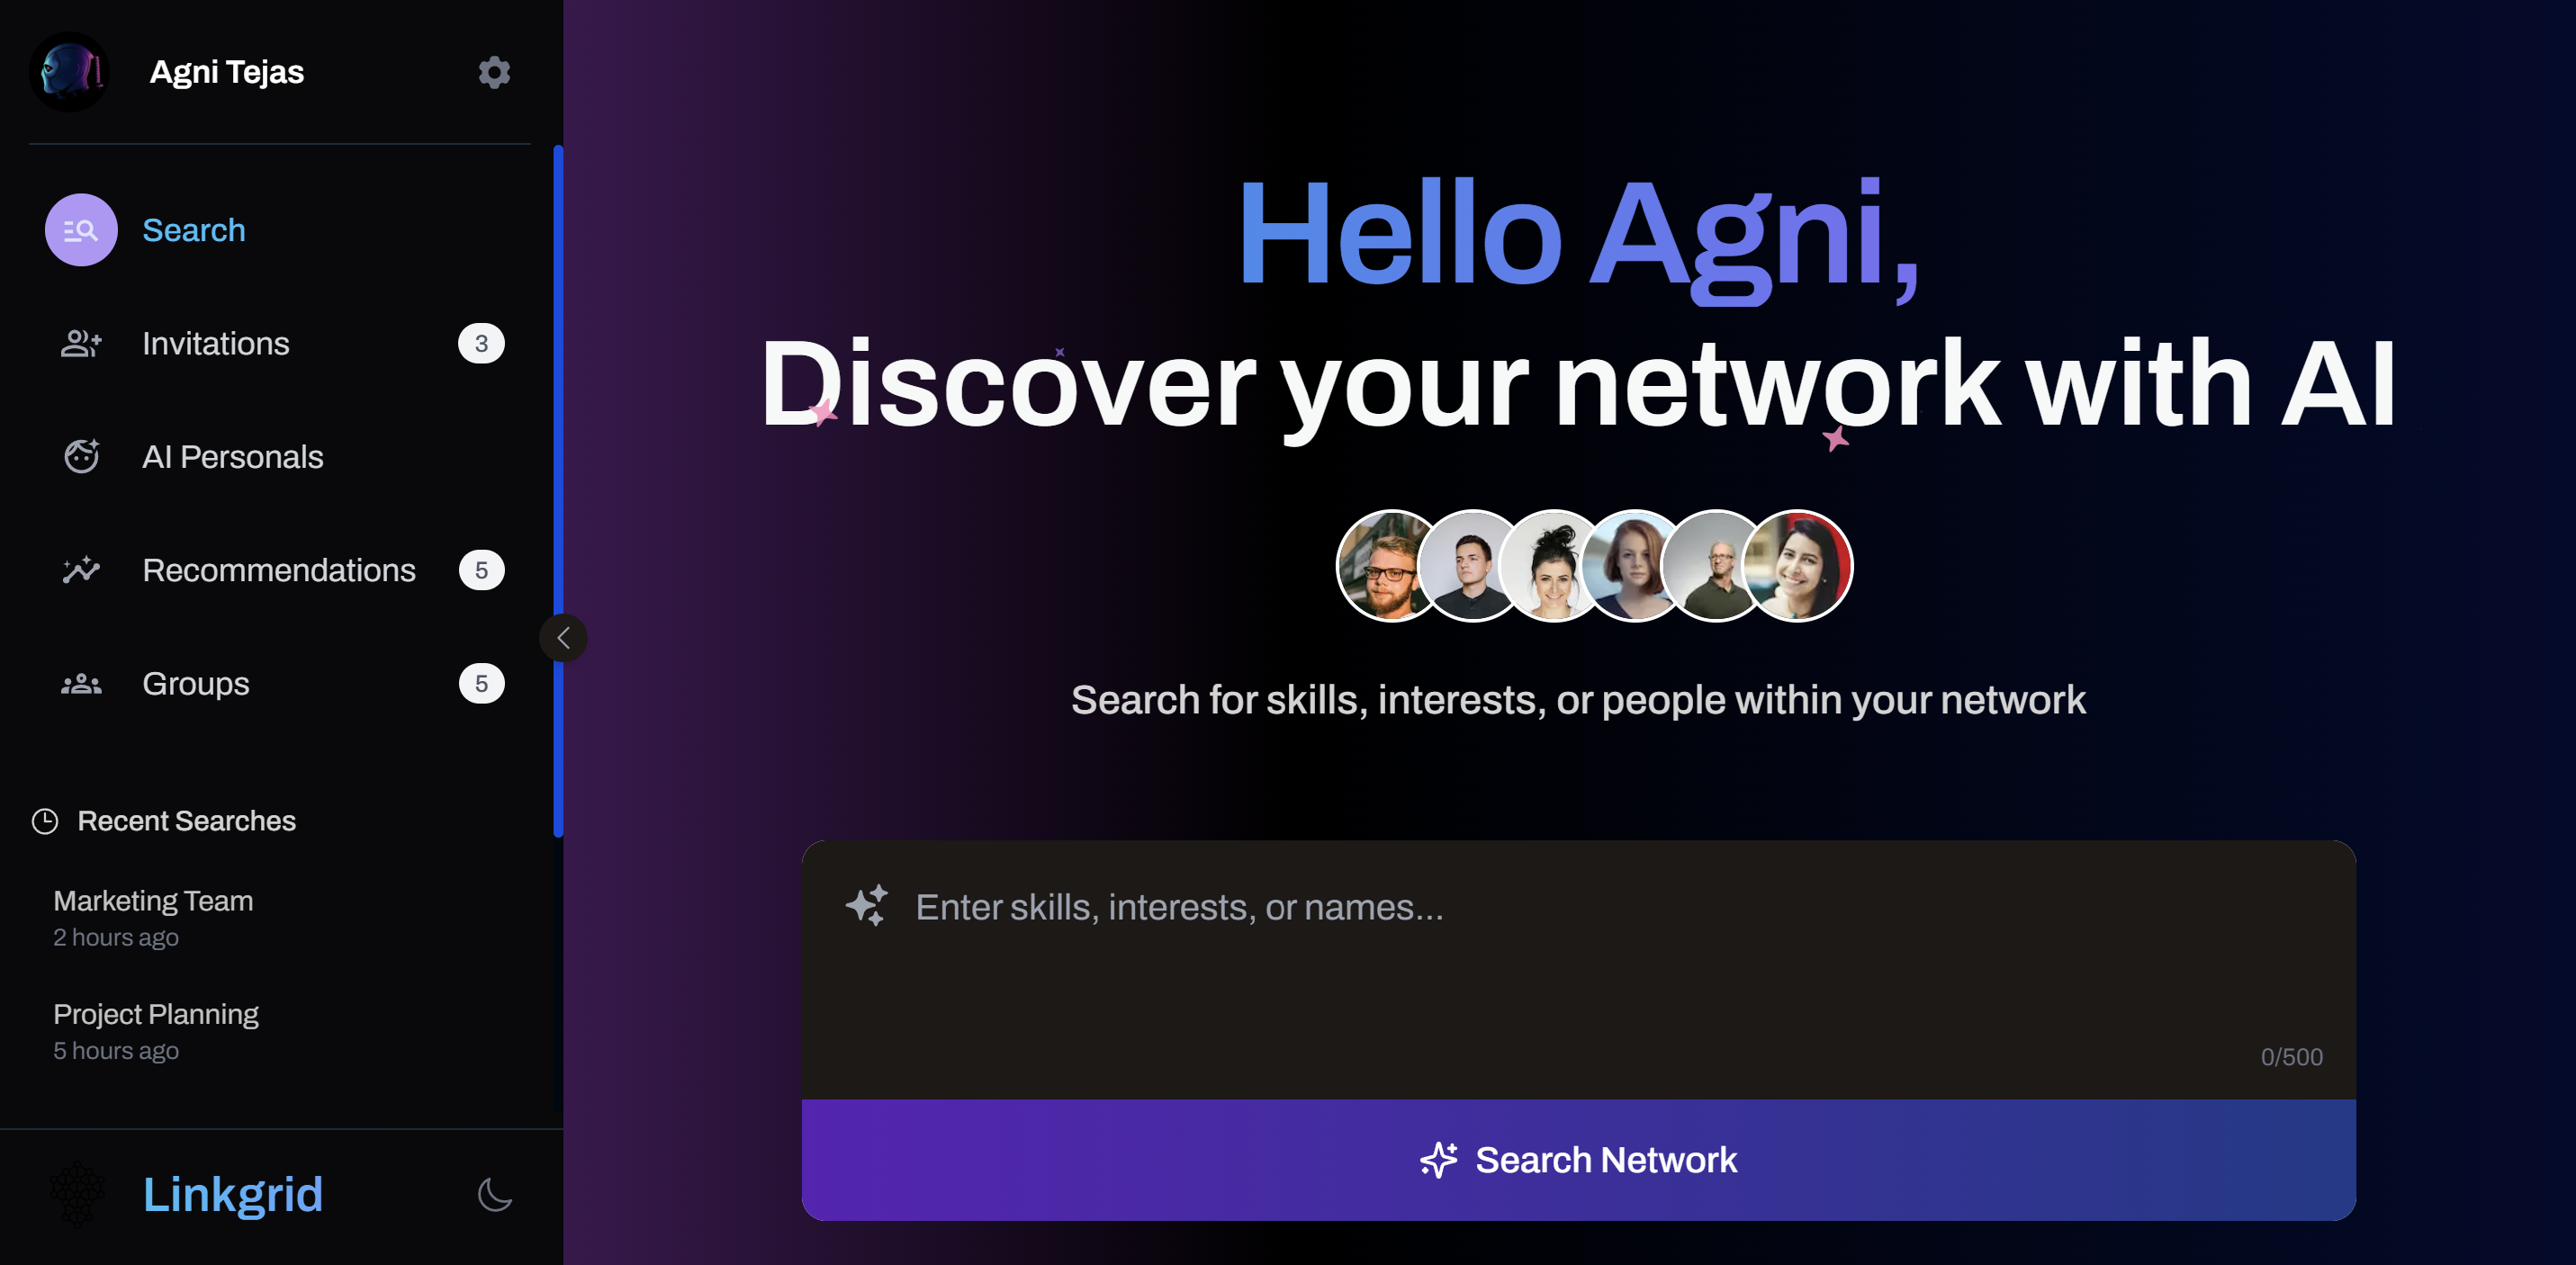 Agni Tejas
Search
Invitations 3
AI Personals
Recommendations 5
Groups 5
Recent Searches
Marketing Team
2 hours ago
Project Planning
5 hours ago
Linkgrid
Hello Agni,
Discover your network with AI
Search for skills, interests, or people within your network
Enter skills, interests, or names...
0/500
Search Network